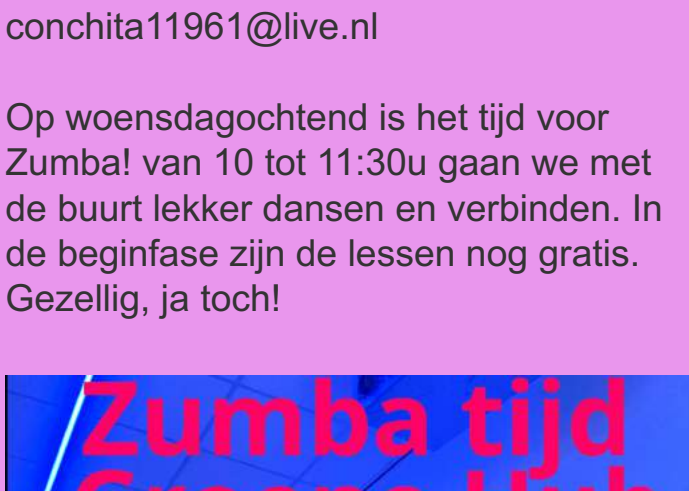 conchita11961@live.nl
Op woensdagochtend is het tijd voor
Zumba! van 10 tot 11:30u gaan we met
de buurt lekker dansen en verbinden. In
de beginfase zijn de lessen nog gratis.
Gezellig, ja toch!
Zumba tijd